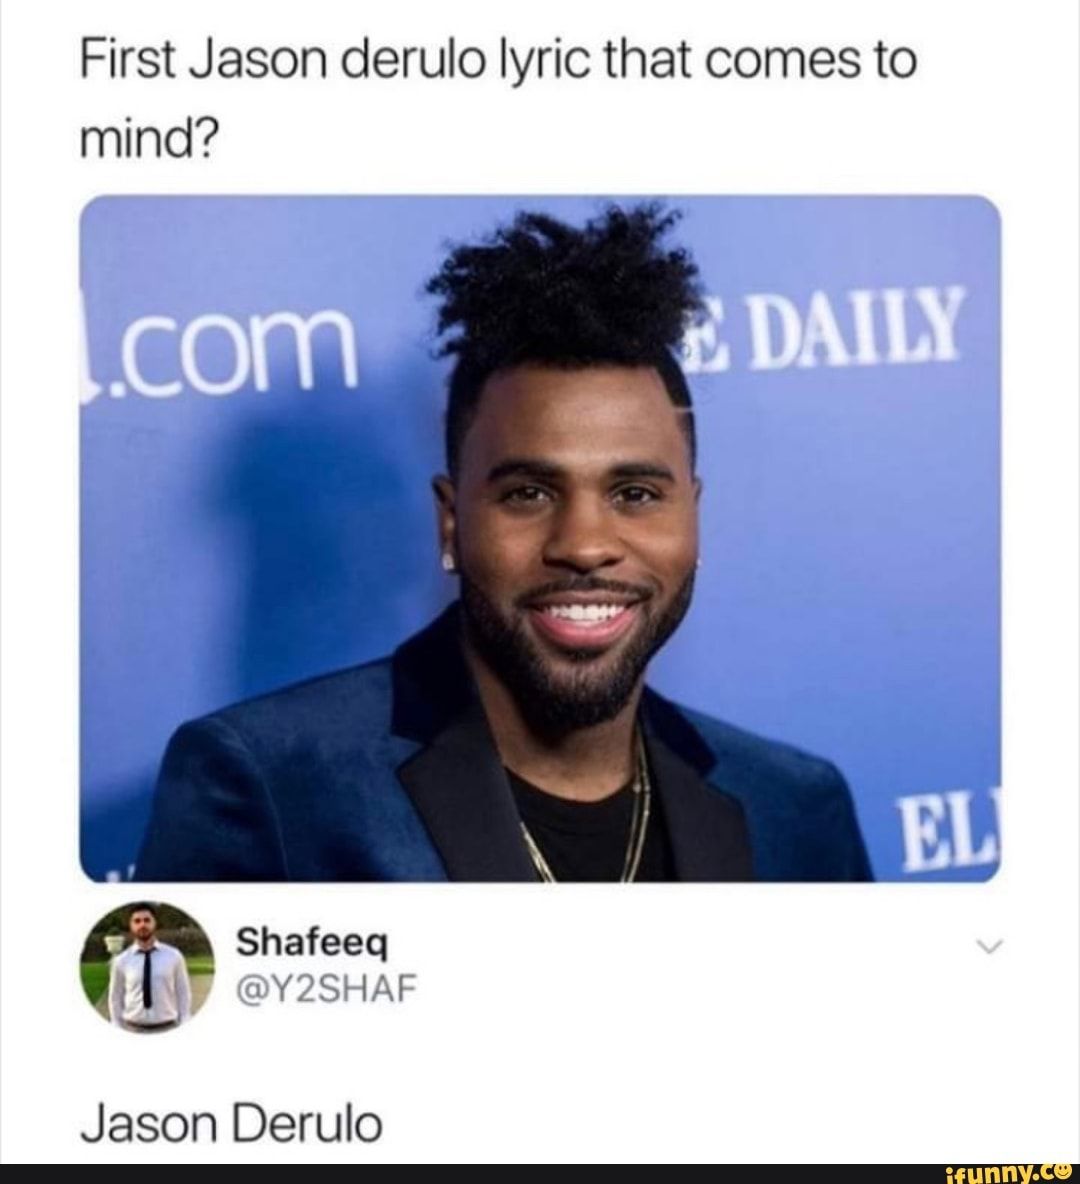 First Jason derulo lyric that comes to
mind?
.com
E DAILY
EL
Shafeeq
@Y2SHAF
Jason Derulo
ifunny.co